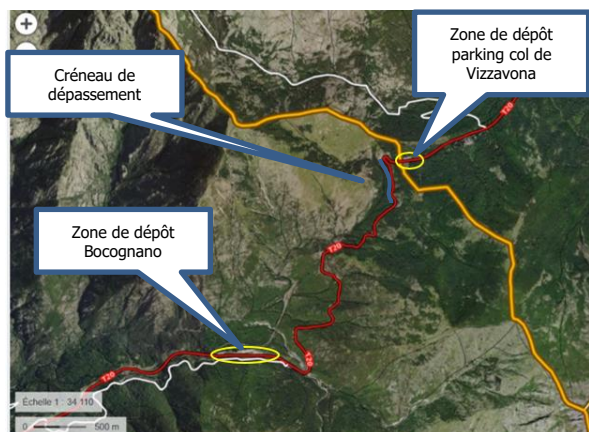 Zone de dépôt
parking col de
Vizzavona
Créneau de
dépassement
T20
T20
Zone de dépôt
Bocognano
T20
T20
Échelle 1 : 34 110
0
500 m